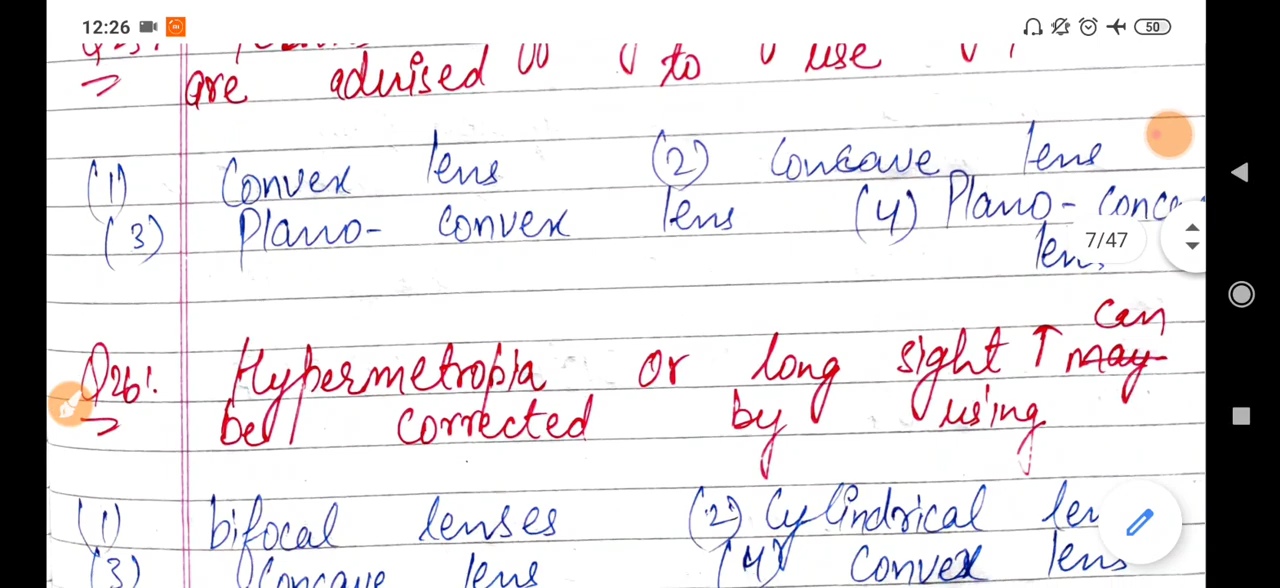 12:26
50
are advised to use
(1) Convex lens (2) Concave lens
(3) Plano-convex lens (4) Plano-conca
7/47
len.
can
Q26: Hypermetropia or long sight ↑ may
be corrected by using
(1) bifocal lenses (2) Cylindrical len
(3) Concave lens (4) convex lens